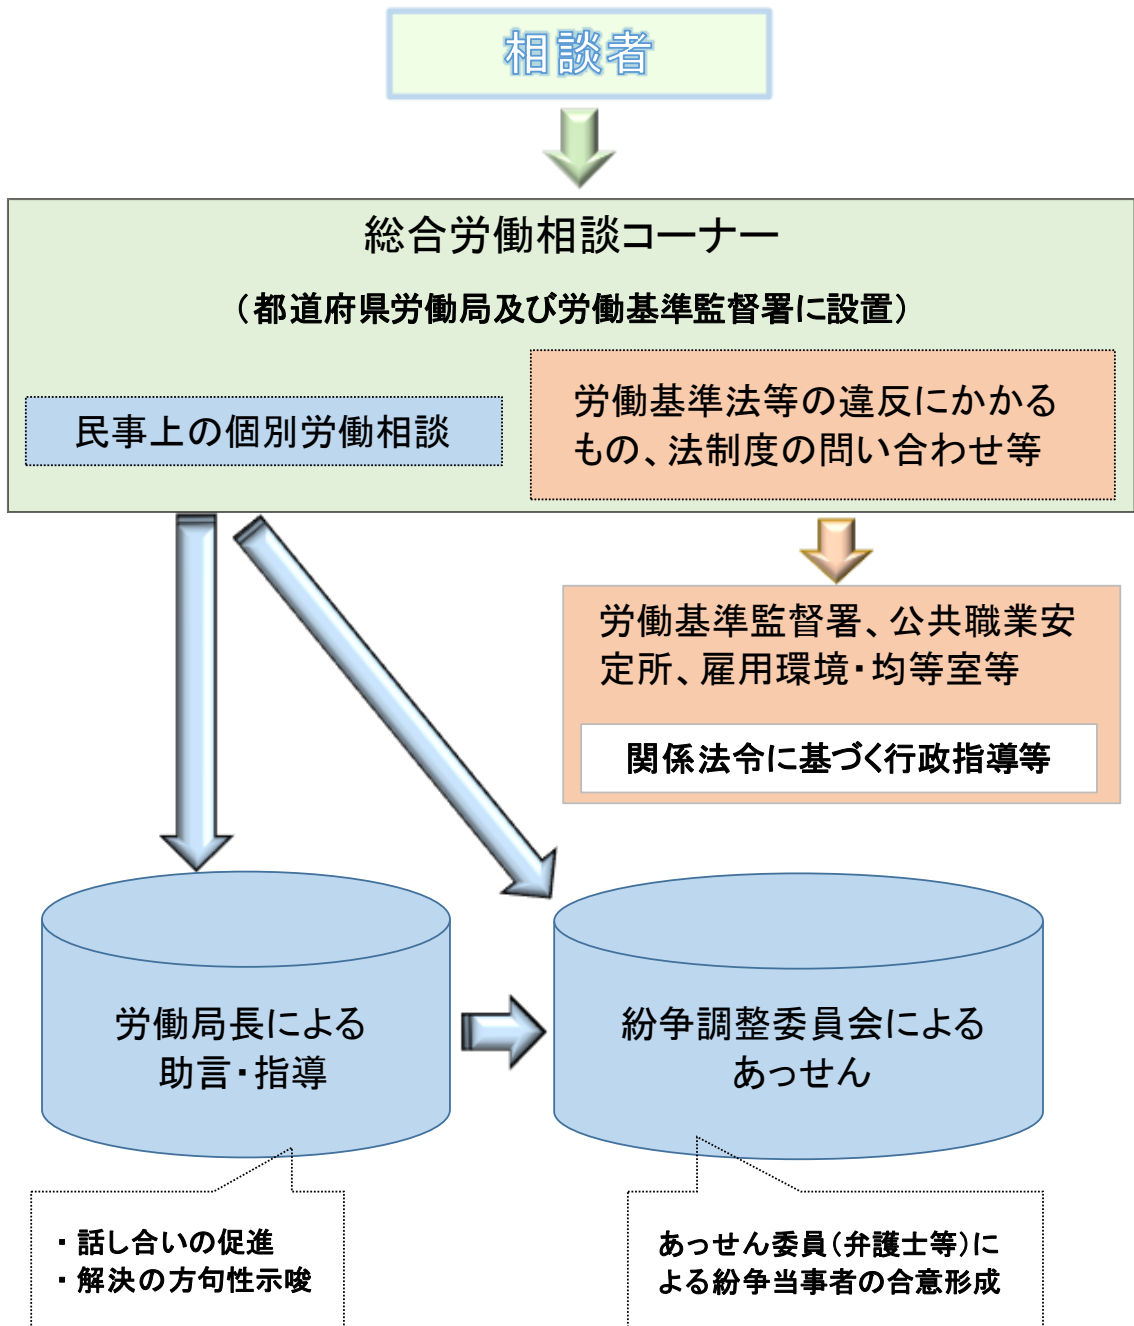 相談者
総合労働相談コーナー
（都道府県労働局及び労働基準監督署に設置）
民事上の個別労働相談
労働基準法等の違反にかかる
もの、法制度の問い合わせ等
労働基準監督署、公共職業安
定所、雇用環境・均等室等
関係法令に基づく行政指導等
労働局長による
助言・指導
紛争調整委員会による
あっせん
・話し合いの促進
・解決の方句性示唆
あっせん委員（弁護士等）に
よる紛争当事者の合意形成